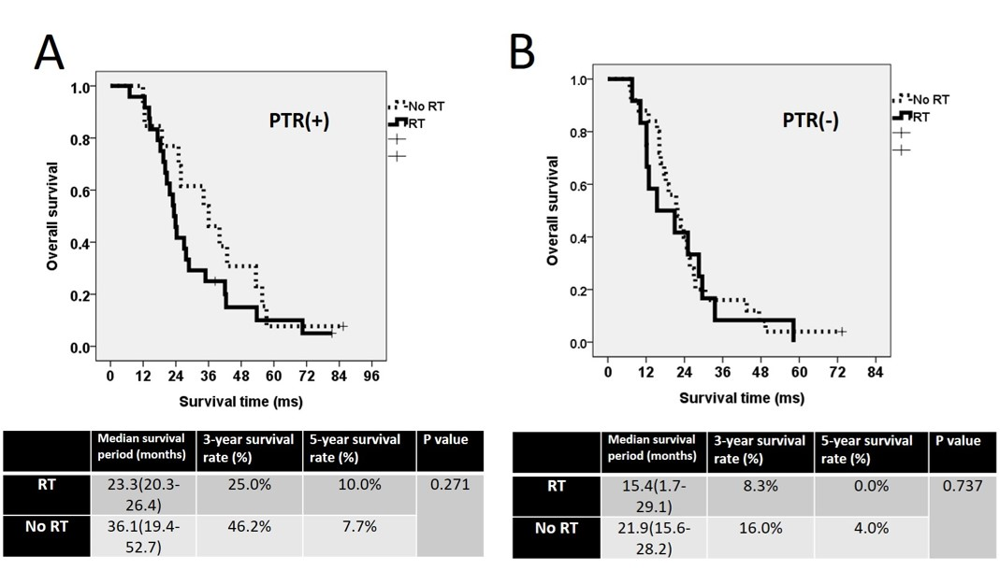 A
B
PTR(+)
PTR(-)
No RT
RT
No RT
RT
1.0
0.8
0.6
0.4
0.2
0.0
Overall survival
0 12 24 36 48 60 72 84 96
Survival time (ms)
1.0
0.8
0.6
0.4
0.2
0.0
Overall survival
0 12 24 36 48 60 72 84
Survival time (ms)
Median survival period (months)
3-year survival rate (%)
5-year survival rate (%)
P value
RT 23.3(20.3-26.4) 25.0% 10.0% 0.271
No RT 36.1(19.4-52.7) 46.2% 7.7%
Median survival period (months)
3-year survival rate (%)
5-year survival rate (%)
P value
RT 15.4(1.7-29.1) 8.3% 0.0% 0.737
No RT 21.9(15.6-28.2) 16.0% 4.0%